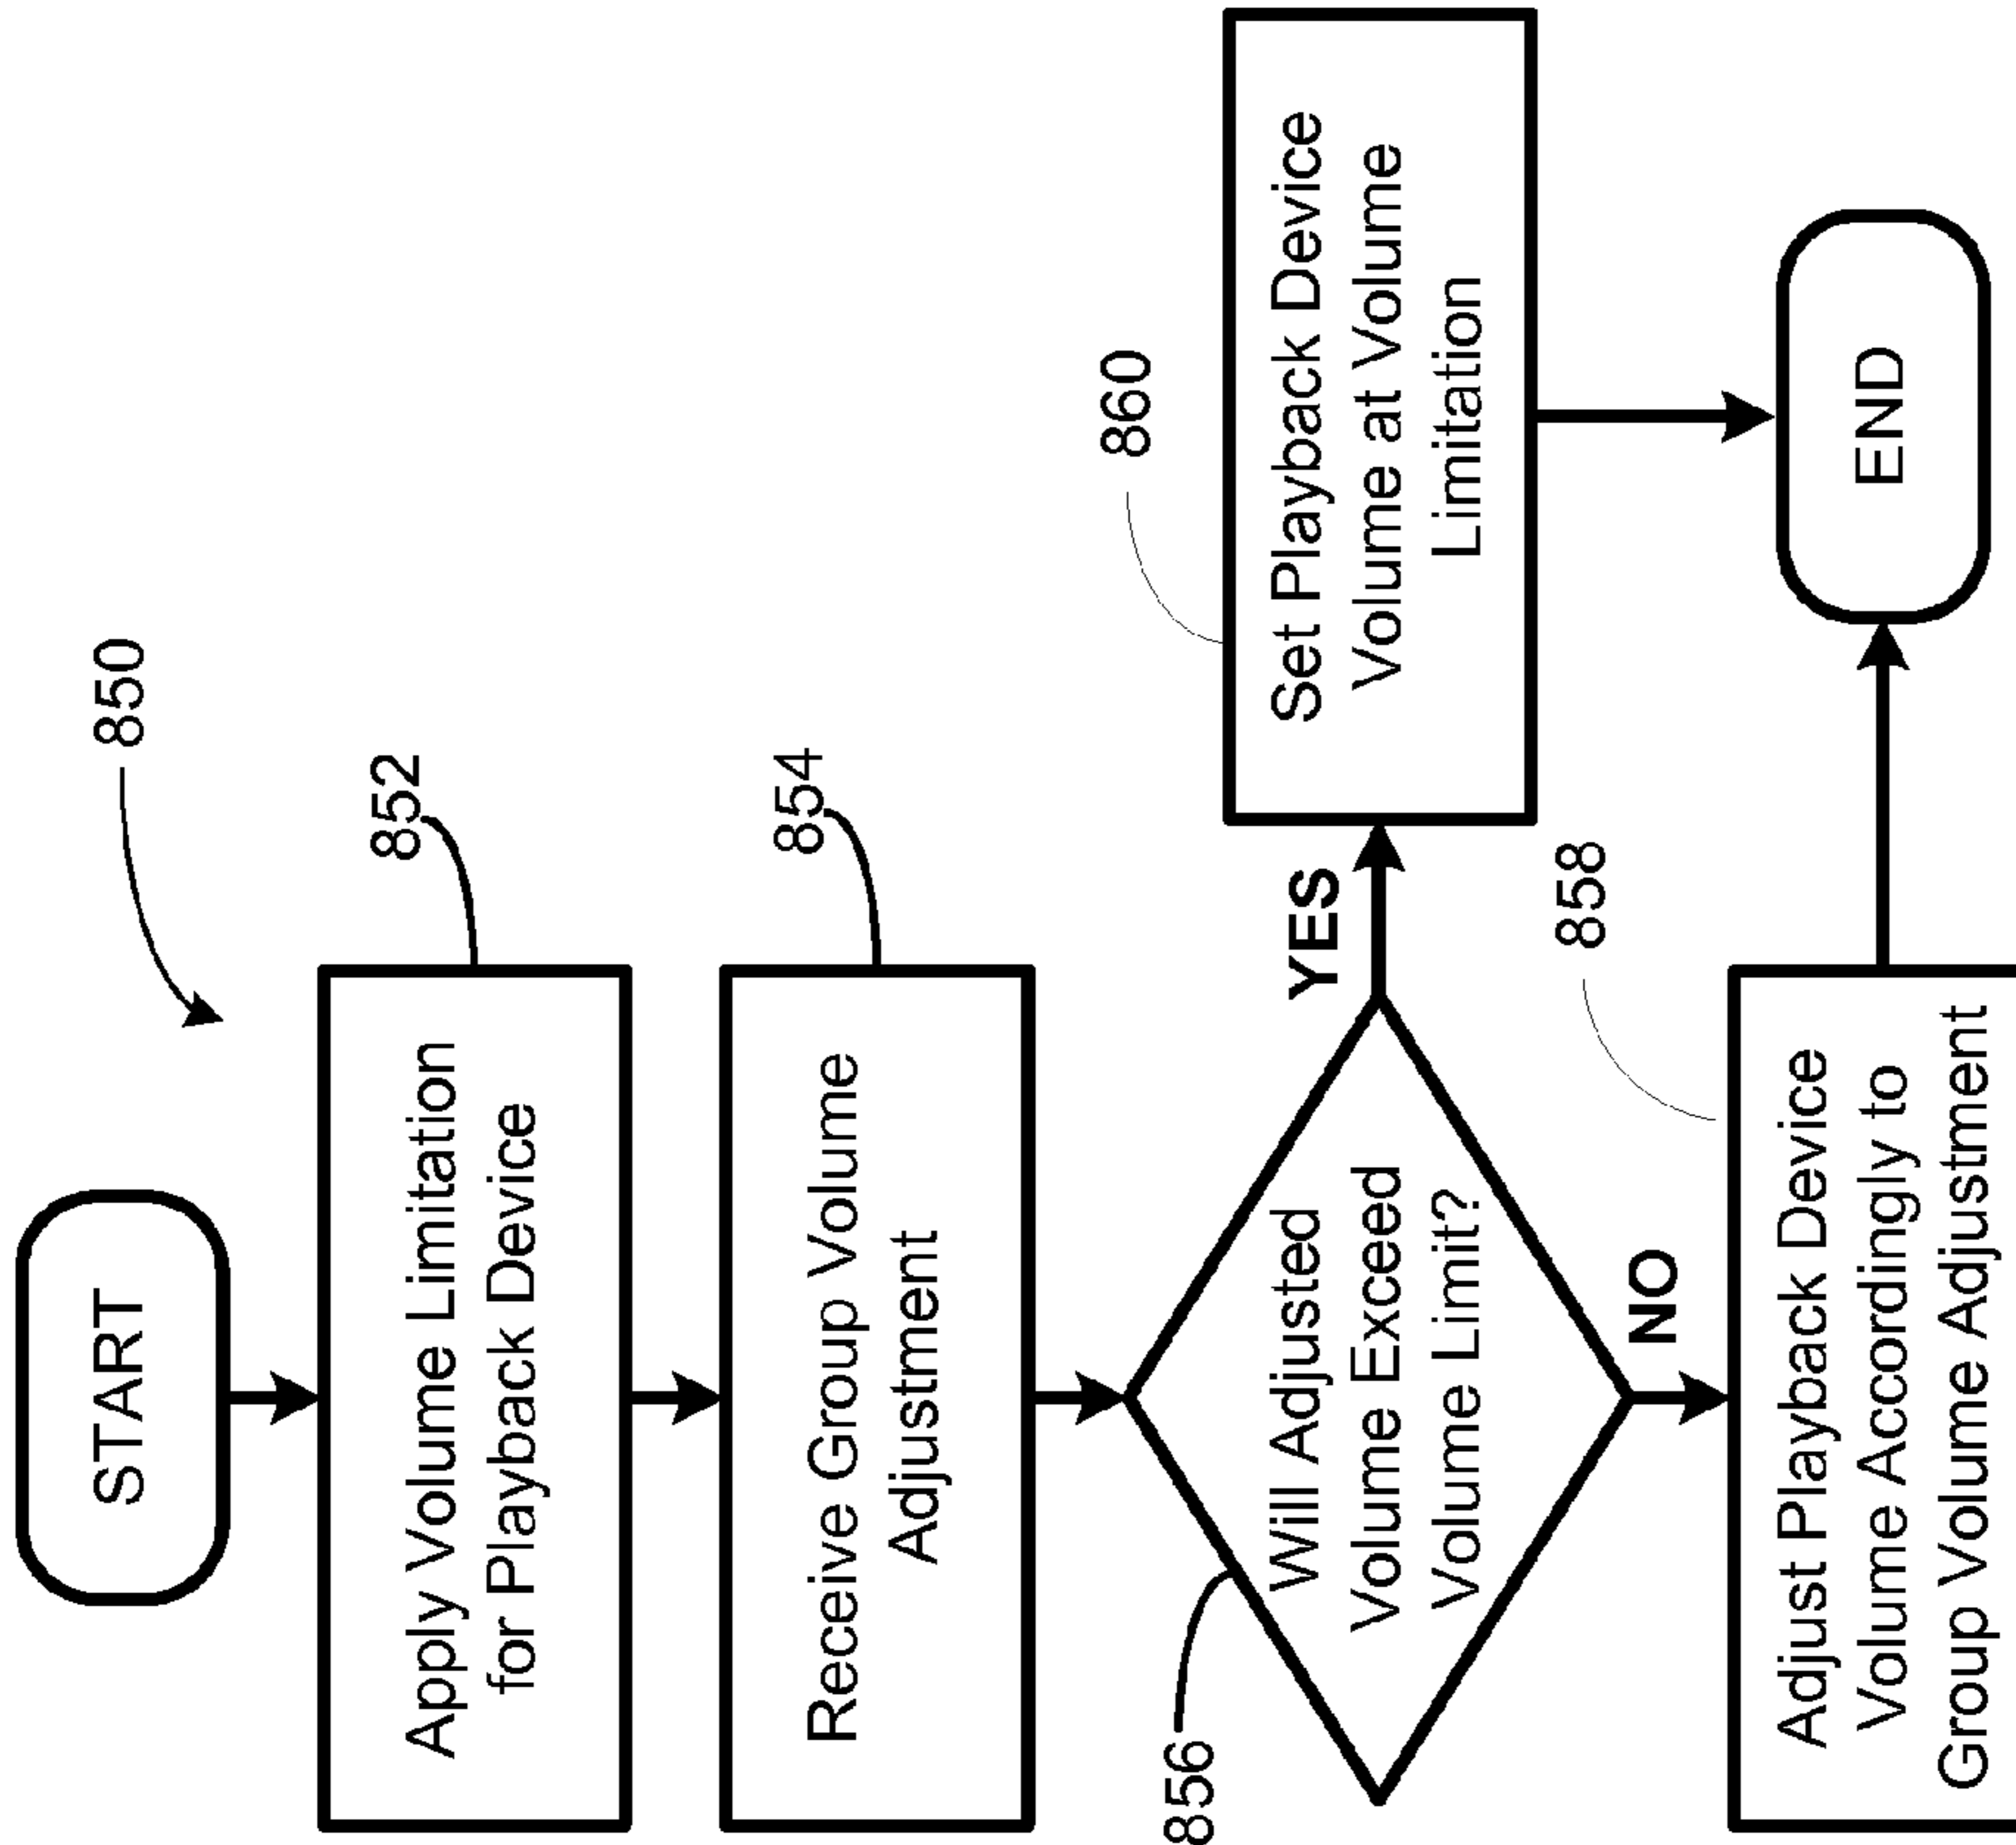 START
850
Apply Volume Limitation
for Playback Device
852
Receive Group Volume
Adjustment
854
Will Adjusted
Volume Exceed
Volume Limit?
856
YES
Set Playback Device
Volume at Volume
Limitation
860
NO
Adjust Playback Device
Volume Accordingly to
Group Volume Adjustment
858
END